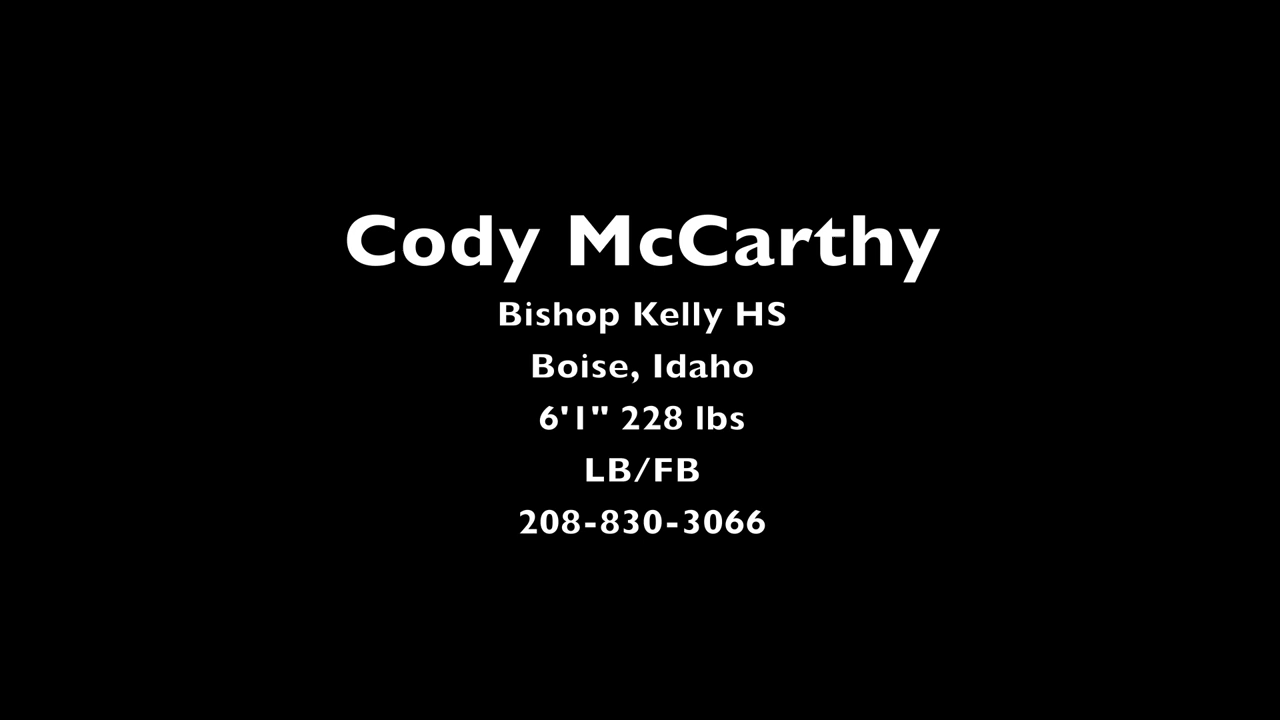 Cody McCarthy
Bishop Kelly HS
Boise, Idaho
6'1" 228 lbs
LB/FB
208-830-3066